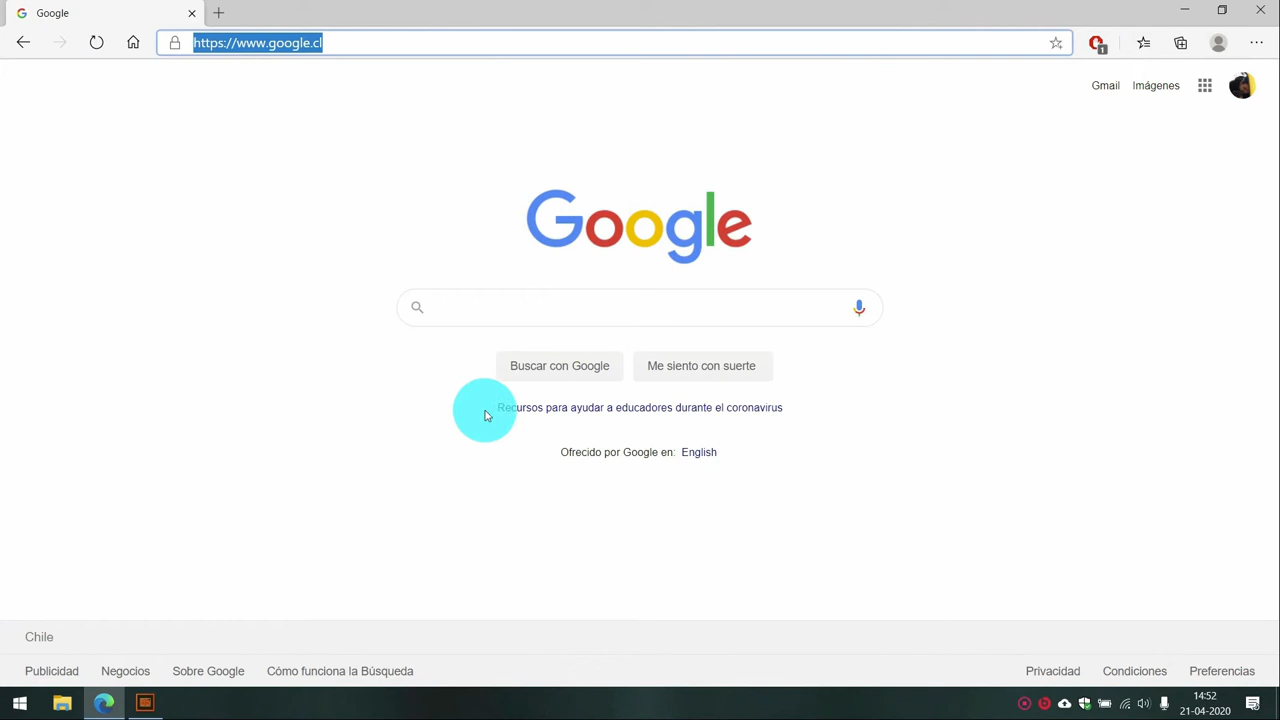 Google
https://www.google.cl
1
Gmail Imágenes
Google
Buscar con Google Me siento con suerte
Recursos para ayudar a educadores durante el coronavirus
Ofrecido por Google en: English
Chile
Publicidad Negocios Sobre Google Cómo funciona la Búsqueda Privacidad Condiciones Preferencias
14:52
21-04-2020